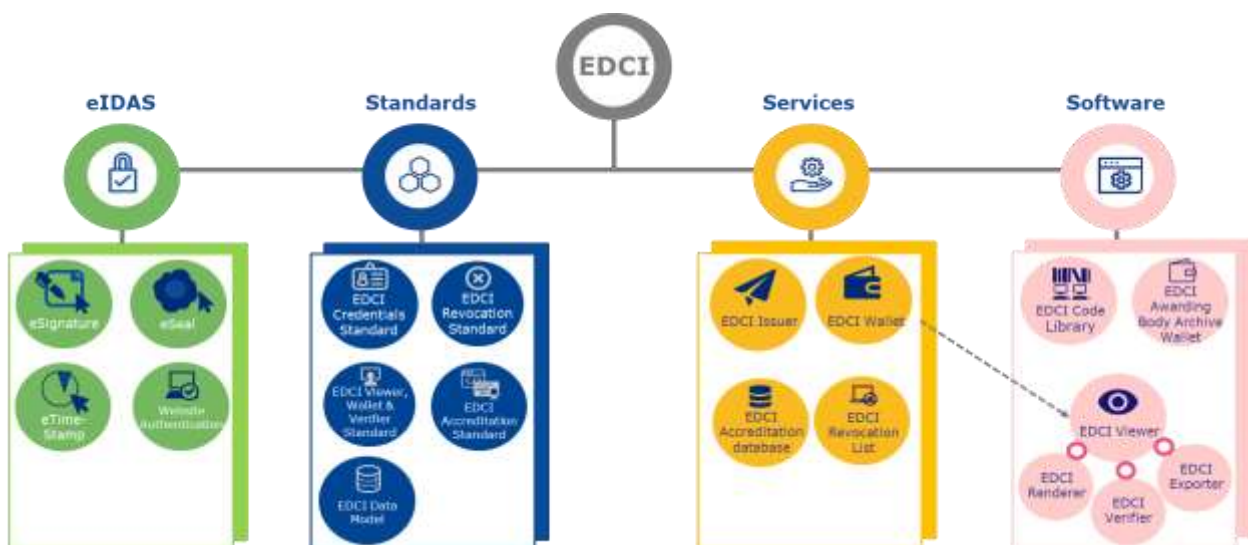 EDCI
eIDAS
Standards
Services
Software
eSignature
eSeal
eTime-
Stamp
Website
Authentication
EDCI
Credentials
Standard
EDCI
Revocation
Standard
EDCI Viewer,
Wallet &
Verifier
Standard
EDCI
Accreditation
Standard
EDCI Data
Model
EDCI Issuer
EDCI Wallet
EDCI
Accreditation
database
EDCI
Revocation
List
EDCI Code
Library
EDCI
Awarding
Body Archive
Wallet
EDCI Viewer
EDCI
Renderer
EDCI
Verifier
EDCI
Exporter